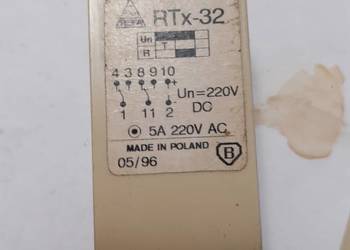 RTx-32
Un
R T
4 3 8 9 10
+
1 11 2
Un=220V
DC
5A 220V AC
MADE IN POLAND
05/96 B